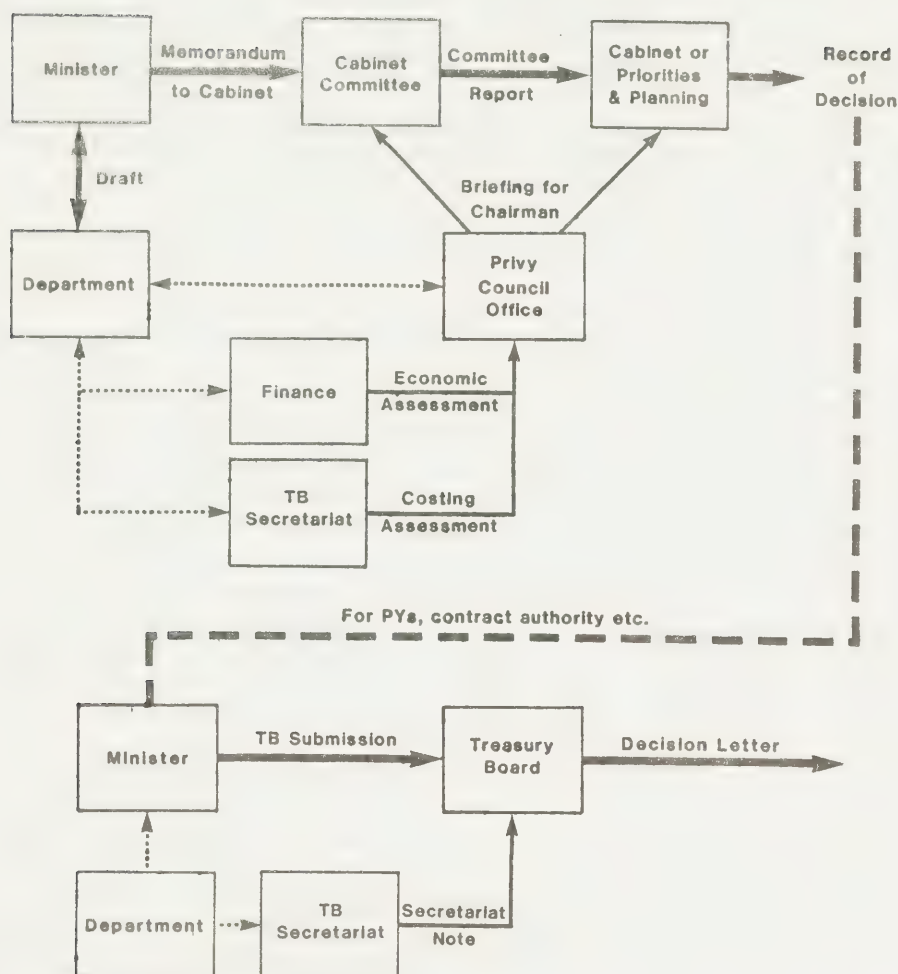 Minister
Memorandum
to Cabinet
Cabinet
Committee
Committee
Report
Cabinet or
Priorities
& Planning
Record
of
Decision
Draft
Briefing for
Chairman
Department
Privy
Council
Office
Finance
Economic
Assessment
TB
Secretariat
Costing
Assessment
For PYs, contract authority etc.
Minister
TB Submission
Treasury
Board
Decision Letter
Department
TB
Secretariat
Secretariat
Note